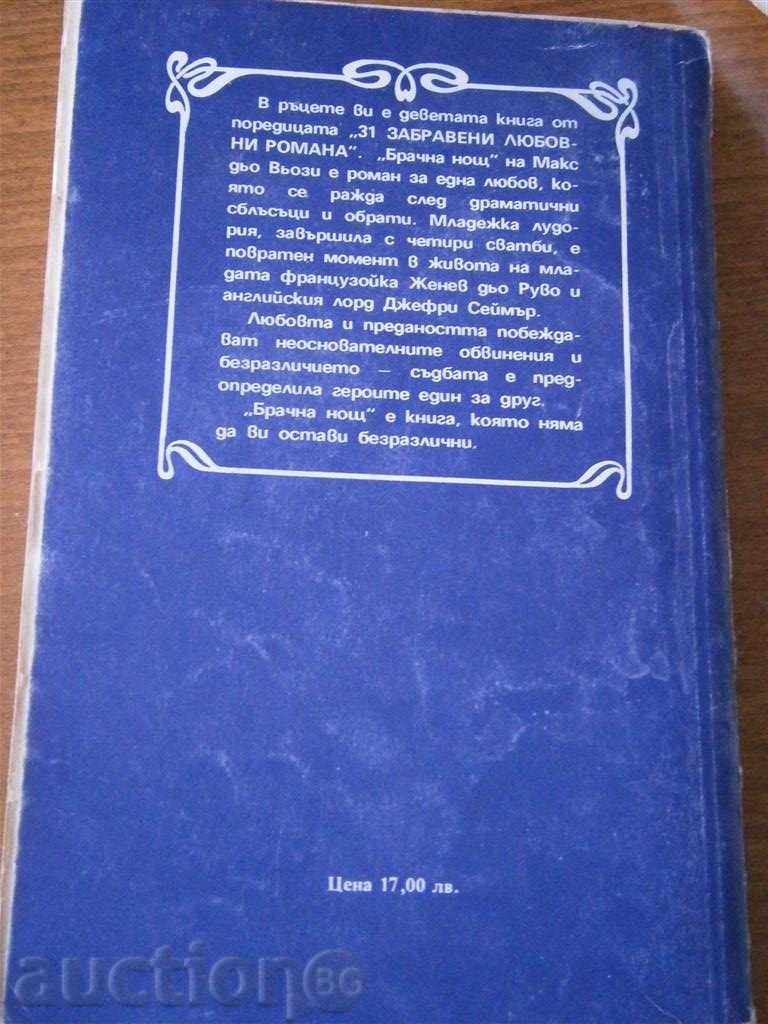 В ръцете ви е деветата книга от
поредицата „31 ЗАБРАВЕНИ ЛЮБОВ-
НИ РОМАНА“. „Брачна нощ“ на Макс
дьо Вьози е роман за една любов, ко-
ято се ражда след драматични
сблъсъци и обрати. Младежка лудо-
рия, завършила с четири сватби, е
повратен момент в живота на мла-
дата французойка Женев дьо Руво и
английския лорд Джефри Сеймър.
Любовта и предаността побежда-
ват неоснователните обвинения и
безразличието — съдбата е пред-
определила героите един за друг.
„Брачна нощ“ е книга, която няма
да ви остави безразлични.
Цена 17,00 лв.
auction BG